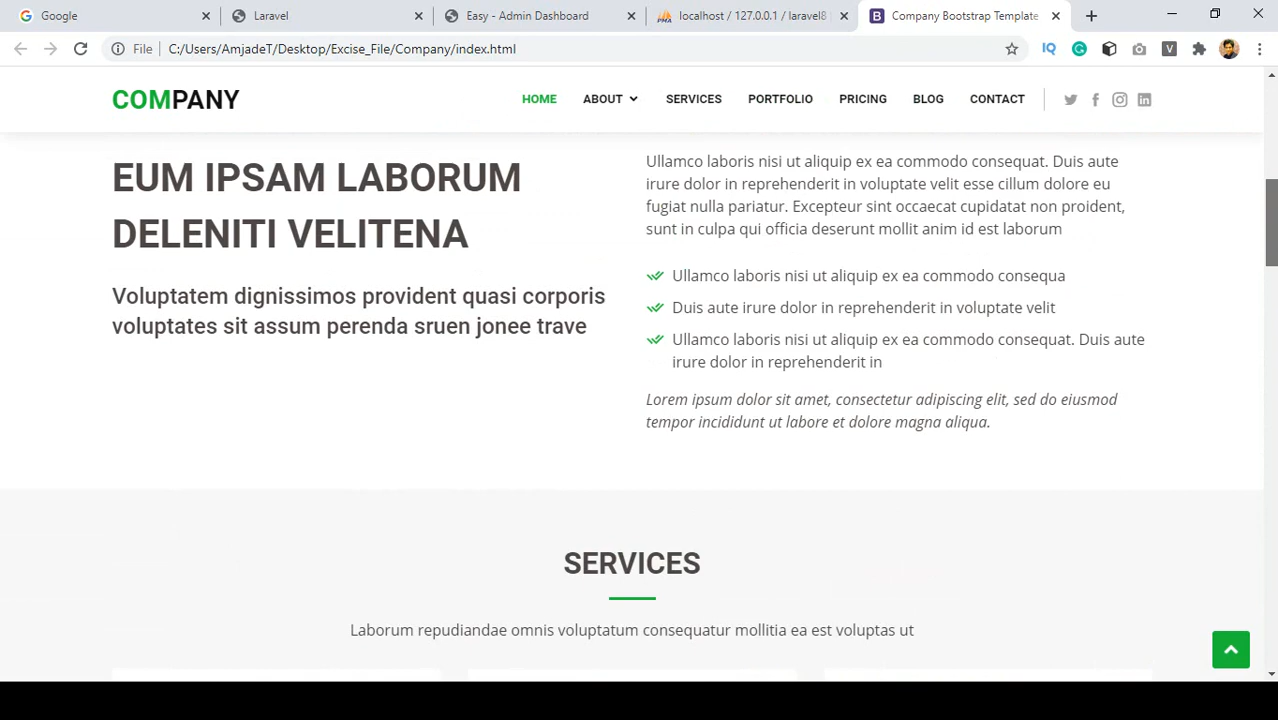 Google
Laravel
Easy - Admin Dashboard
localhost / 127.0.0.1 / laravel8 |
Company Bootstrap Template
File
C:/Users/AmjadeT/Desktop/Excise_File/Company/index.html
IQ
V
COMPANY
HOME ABOUT SERVICES PORTFOLIO PRICING BLOG CONTACT
EUM IPSAM LABORUM
DELENITI VELITENA
Voluptatem dignissimos provident quasi corporis
voluptates sit assum perenda sruen jonee trave
Ullamco laboris nisi ut aliquip ex ea commodo consequat. Duis aute
irure dolor in reprehenderit in voluptate velit esse cillum dolore eu
fugiat nulla pariatur. Excepteur sint occaecat cupidatat non proident,
sunt in culpa qui officia deserunt mollit anim id est laborum
Ullamco laboris nisi ut aliquip ex ea commodo consequa
Duis aute irure dolor in reprehenderit in voluptate velit
Ullamco laboris nisi ut aliquip ex ea commodo consequat. Duis aute
irure dolor in reprehenderit in
Lorem ipsum dolor sit amet, consectetur adipiscing elit, sed do eiusmod
tempor incididunt ut labore et dolore magna aliqua.
SERVICES
Laborum repudiandae omnis voluptatum consequatur mollitia ea est voluptas ut